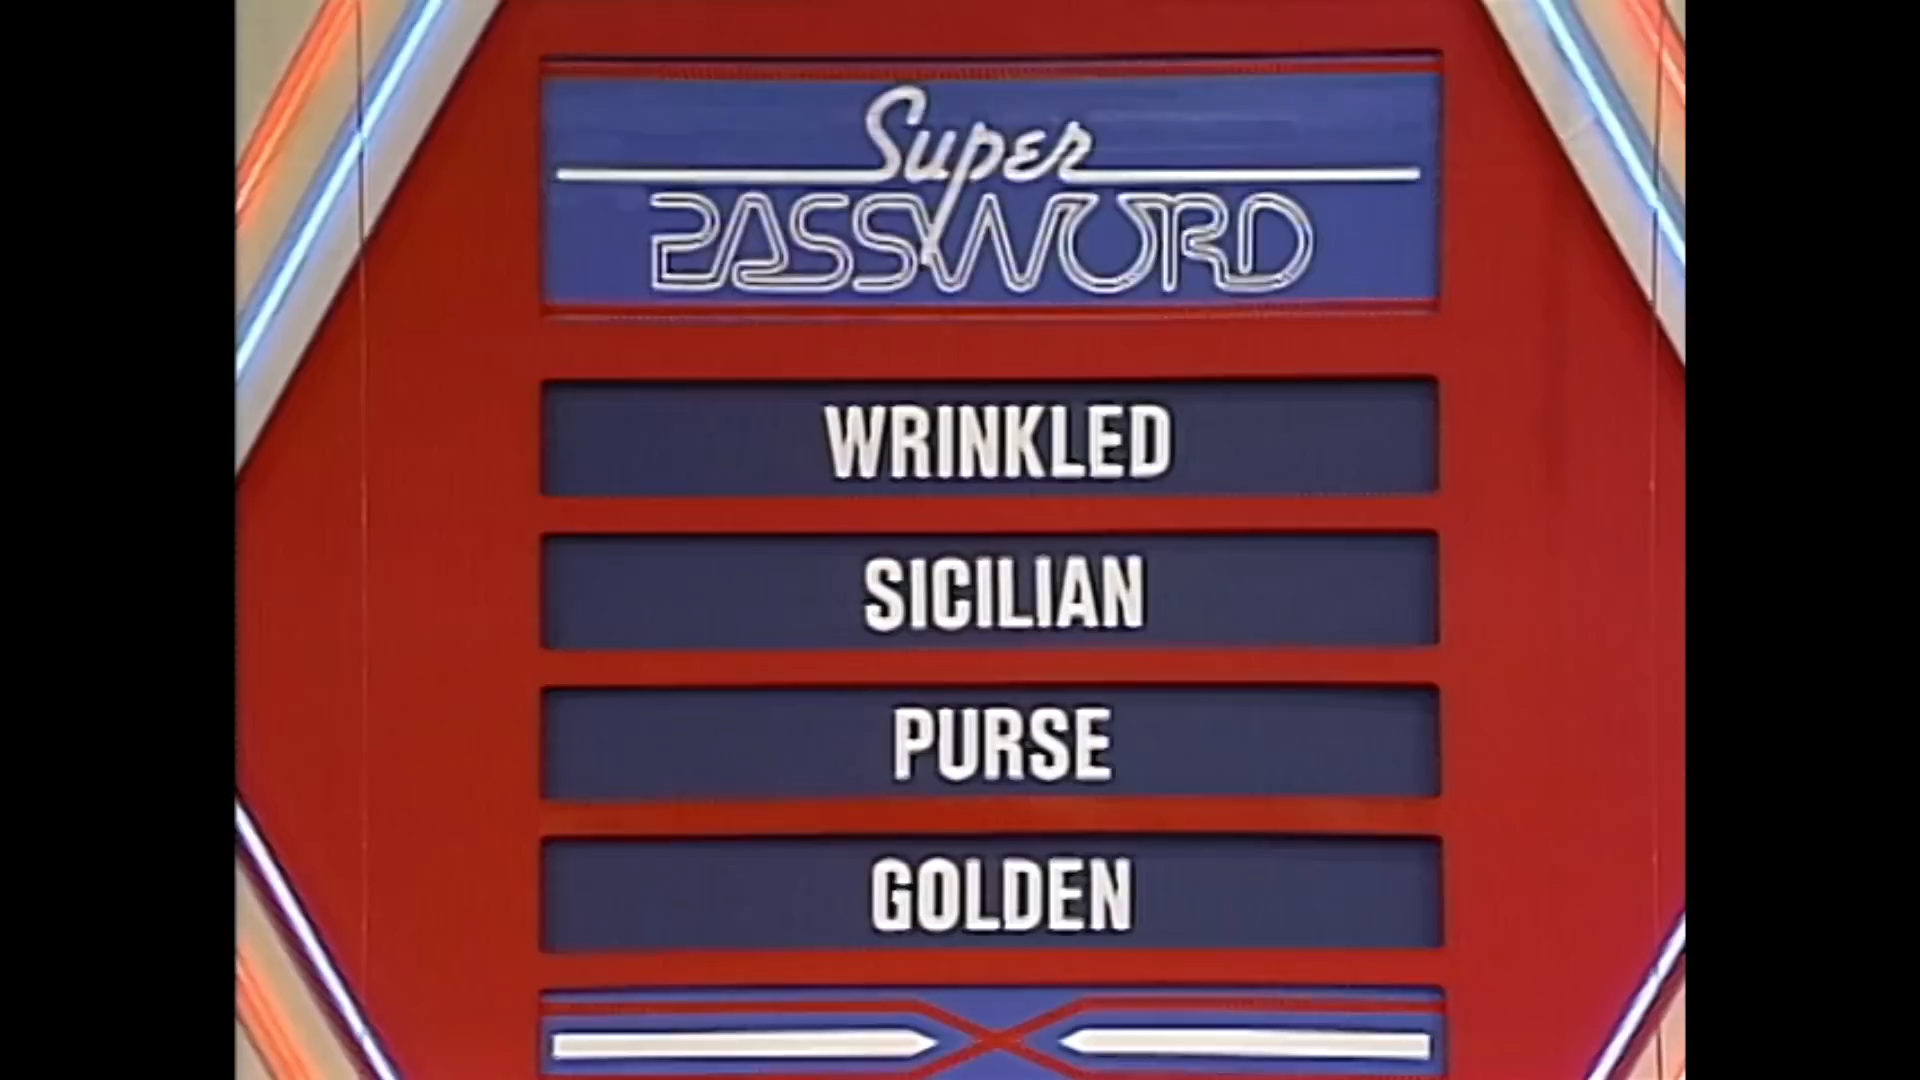 Super
PASSWORD
WRINKLED
SICILIAN
PURSE
GOLDEN